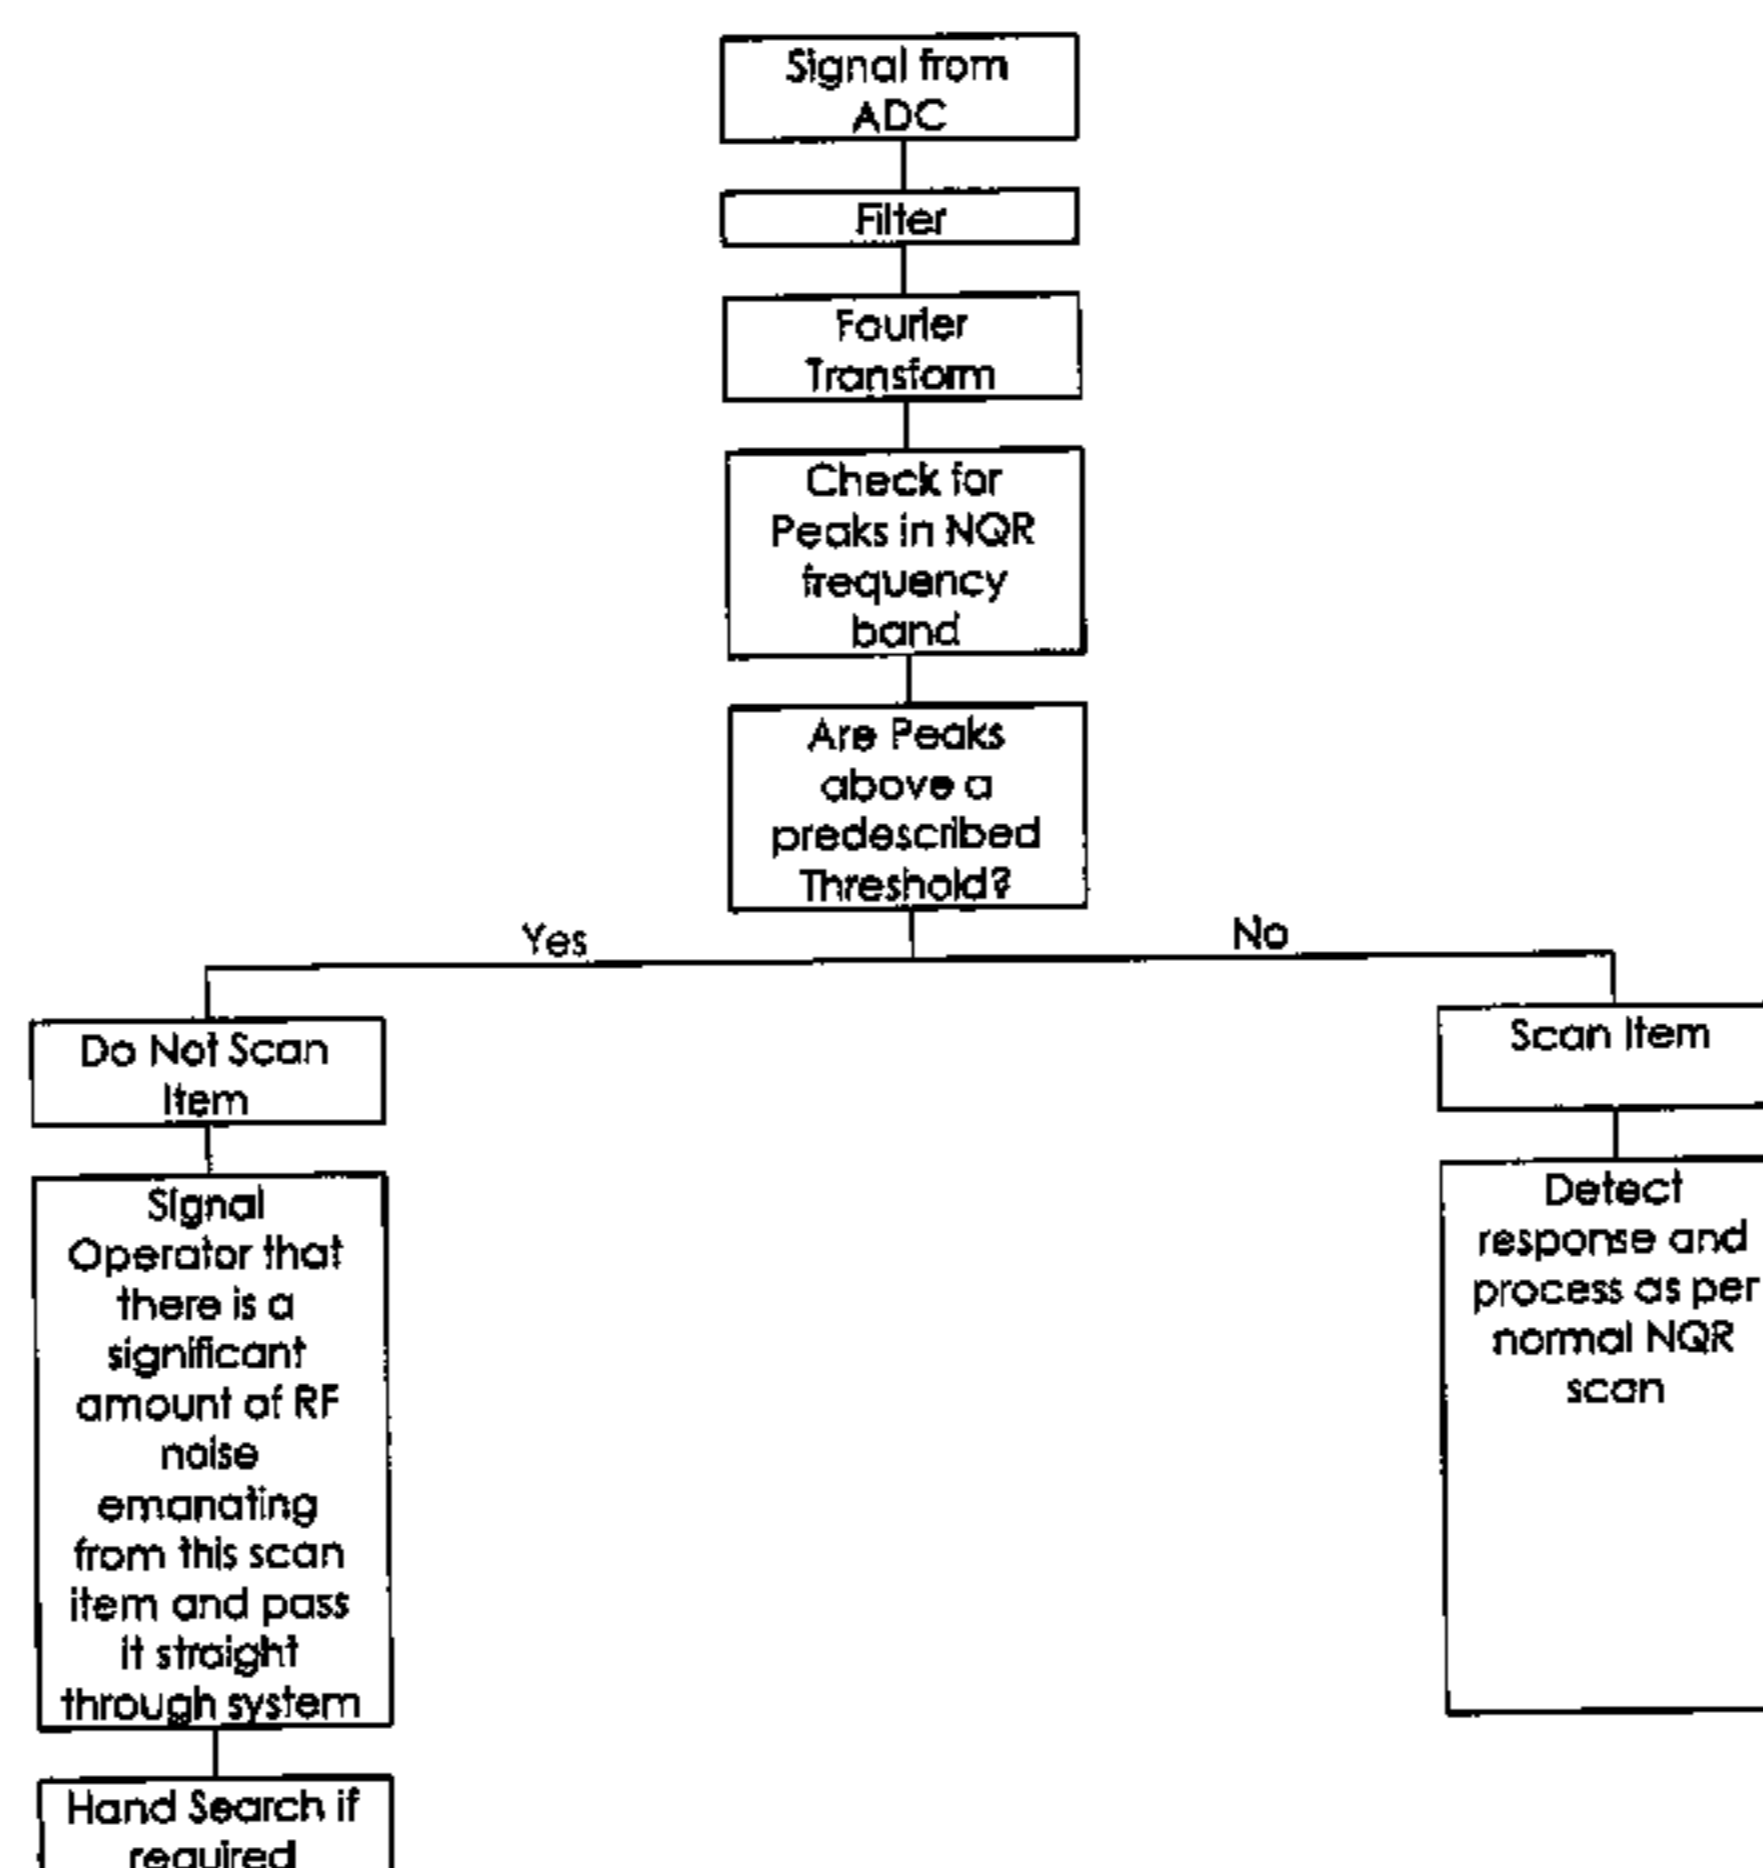 Signal from
ADC
Filter
Fourier
Transform
Check for
Peaks in NQR
frequency
band
Are Peaks
above a
predescribed
Threshold?
Yes
No
Do Not Scan
Item
Signal
Operator that
there is a
significant
amount of RF
noise
emanating
from this scan
item and pass
it straight
through system
Hand Search if
required
Scan Item
Detect
response and
process as per
normal NQR
scan